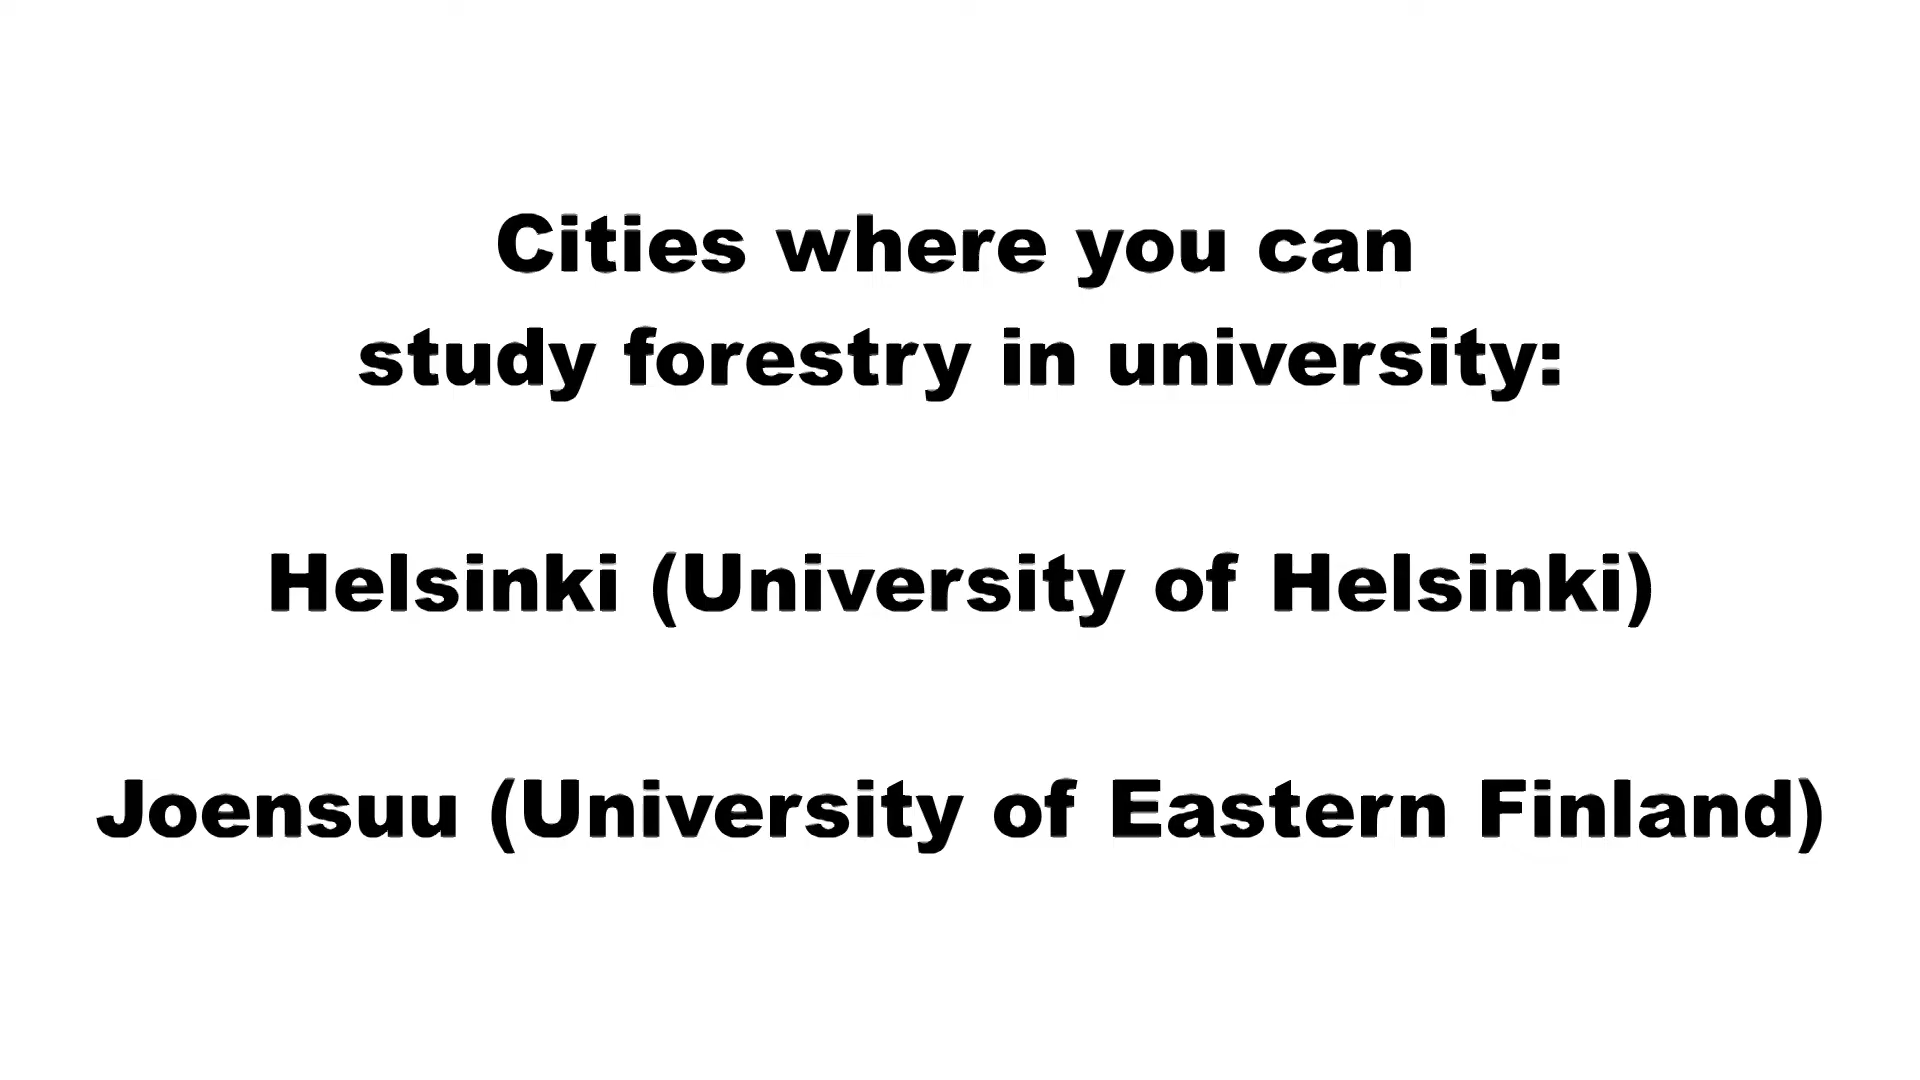 Cities where you can
study forestry in university:
Helsinki (University of Helsinki)
Joensuu (University of Eastern Finland)